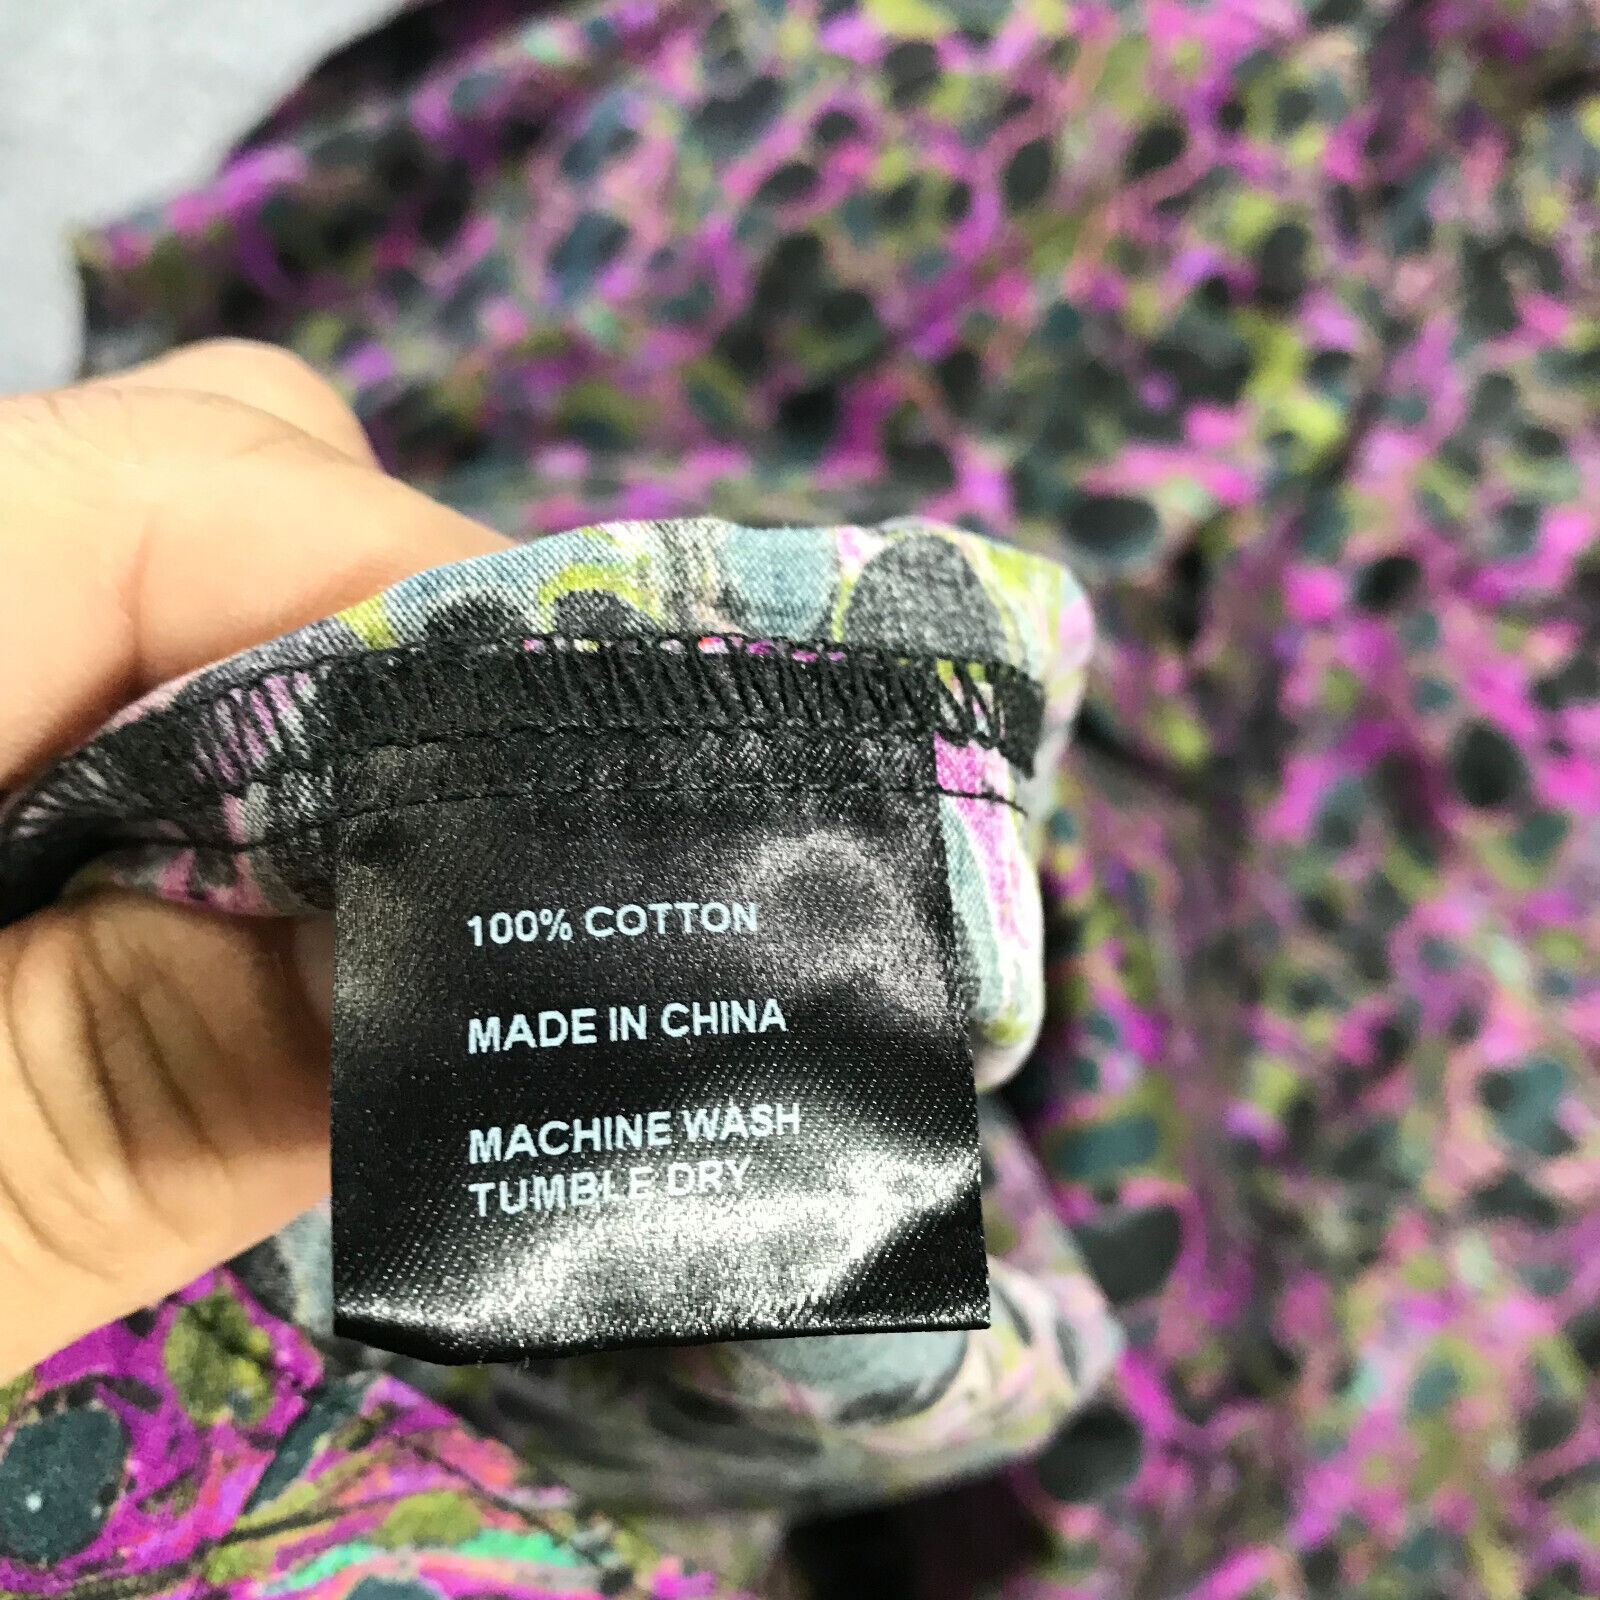 100% COTTON
MADE IN CHINA
MACHINE WASH
TUMBLE DRY